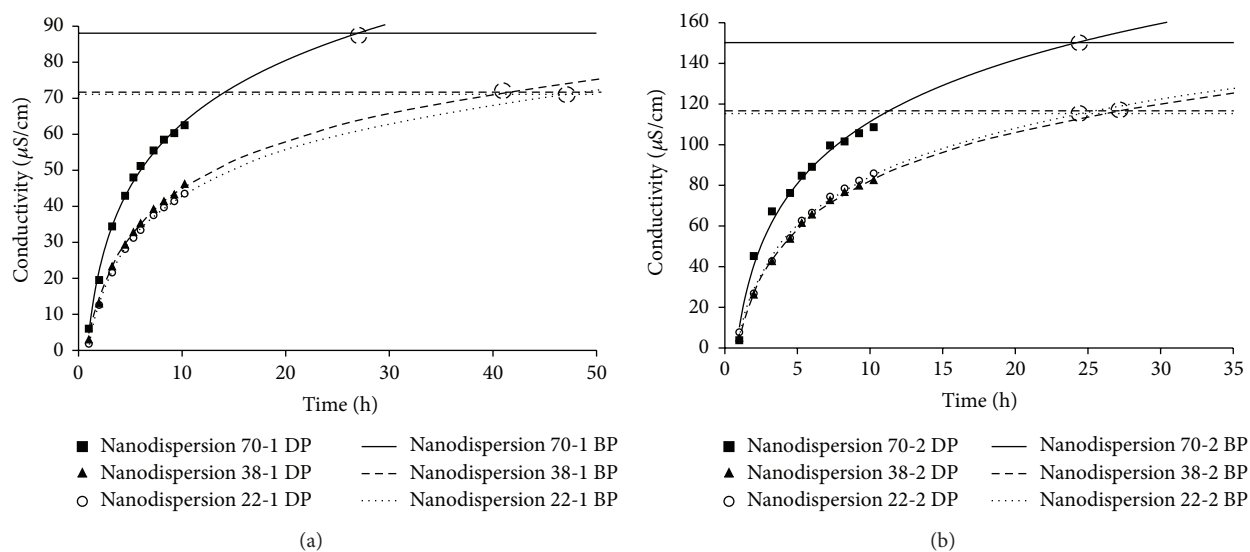 90
80
70
60
50
40
30
20
10
0
Conductivity (μS/cm)
0 10 20 30 40 50
Time (h)
Nanodispersion 70-1 DP
Nanodispersion 38-1 DP
Nanodispersion 22-1 DP
Nanodispersion 70-1 BP
Nanodispersion 38-1 BP
Nanodispersion 22-1 BP
(a)
160
140
120
100
80
60
40
20
0
Conductivity (μS/cm)
0 5 10 15 20 25 30 35
Time (h)
Nanodispersion 70-2 DP
Nanodispersion 38-2 DP
Nanodispersion 22-2 DP
Nanodispersion 70-2 BP
Nanodispersion 38-2 BP
Nanodispersion 22-2 BP
(b)